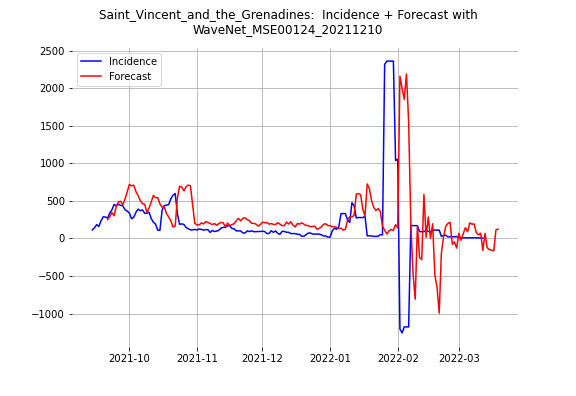 Saint_Vincent_and_the_Grenadines:  Incidence + Forecast with
WaveNet_MSE00124_20211210
Incidence
Forecast
2500
2000
1500
1000
500
0
−500
−1000
2021-10 2021-11 2021-12 2022-01 2022-02 2022-03